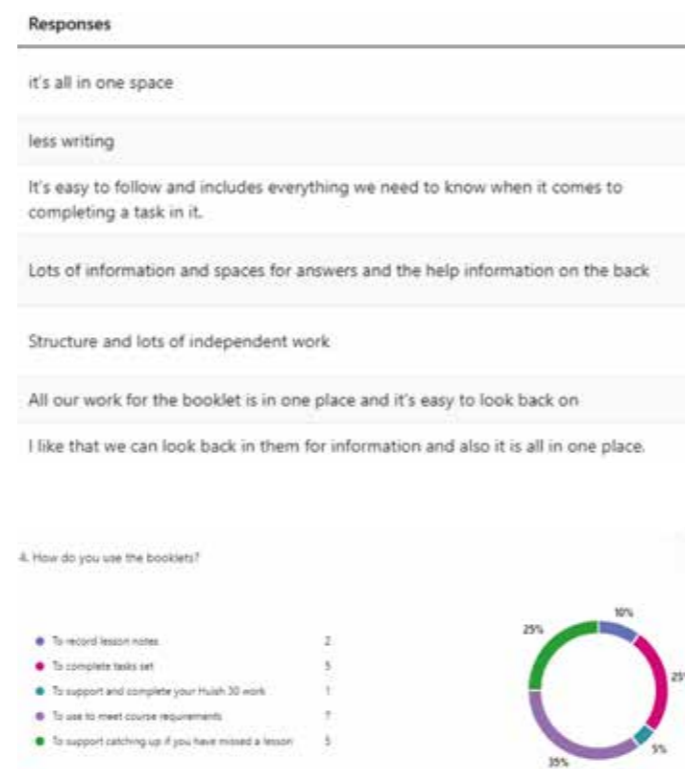 Responses
it's all in one space
less writing
It's easy to follow and includes everything we need to know when it comes to
completing a task in it.
Lots of information and spaces for answers and the help information on the back
Structure and lots of independent work
All our work for the booklet is in one place and it's easy to look back on
I like that we can look back in them for information and also it is all in one place.
4. How do you use the booklets?
To record lesson notes 2
To complete tasks set 5
To support and complete your Huish 30 work 1
To use to meet course requirements 7
To support catching up if you have missed a lesson 5
10%
25%
25%
5%
35%